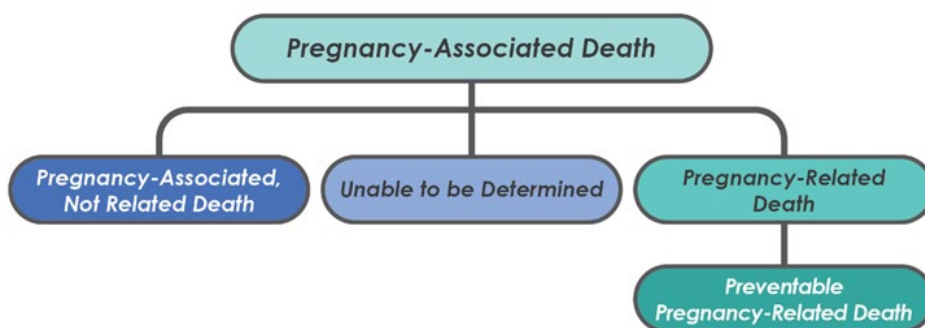 Pregnancy-Associated Death
Pregnancy-Associated,
Not Related Death
Unable to be Determined
Pregnancy-Related
Death
Preventable
Pregnancy-Related Death